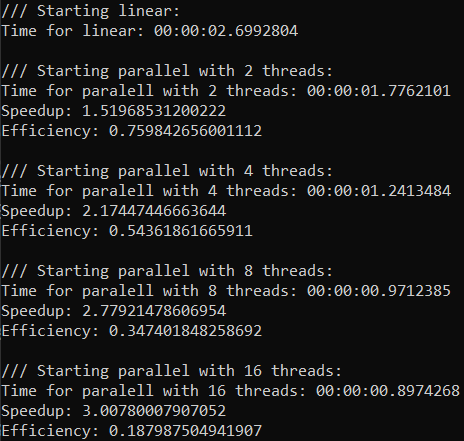 /// Starting linear:
Time for linear: 00:00:02.6992804
/// Starting parallel with 2 threads:
Time for paralell with 2 threads: 00:00:01.7762101
Speedup: 1.51968531200222
Efficiency: 0.759842656001112
/// Starting parallel with 4 threads:
Time for paralell with 4 threads: 00:00:01.2413484
Speedup: 2.17447446663644
Efficiency: 0.54361861665911
/// Starting parallel with 8 threads:
Time for paralell with 8 threads: 00:00:00.9712385
Speedup: 2.77921478606954
Efficiency: 0.347401848258692
/// Starting parallel with 16 threads:
Time for paralell with 16 threads: 00:00:00.8974268
Speedup: 3.00780007907052
Efficiency: 0.187987504941907